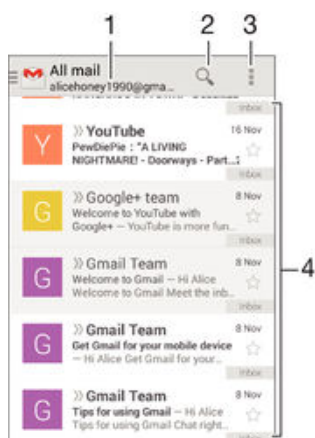 1 2 3
All mail
alicehoney1990@gma...
Inbox
YouTube 16 Nov
PewDiePie : "A LIVING
NIGHTMARE! - Doorways - Part...
Inbox
Google+ team 8 Nov
Welcome to YouTube with
Google+ – YouTube is more fun...
Inbox
4
Gmail Team 8 Nov
Welcome to Gmail – Hi Alice
Welcome to Gmail Meet the inb...
Inbox
Gmail Team 8 Nov
Get Gmail for your mobile device
– Hi Alice Get Gmail for your...
Inbox
Gmail Team 8 Nov
Tips for using Gmail – Hi Alice
Tips for using Gmail Chat right...
Inbox